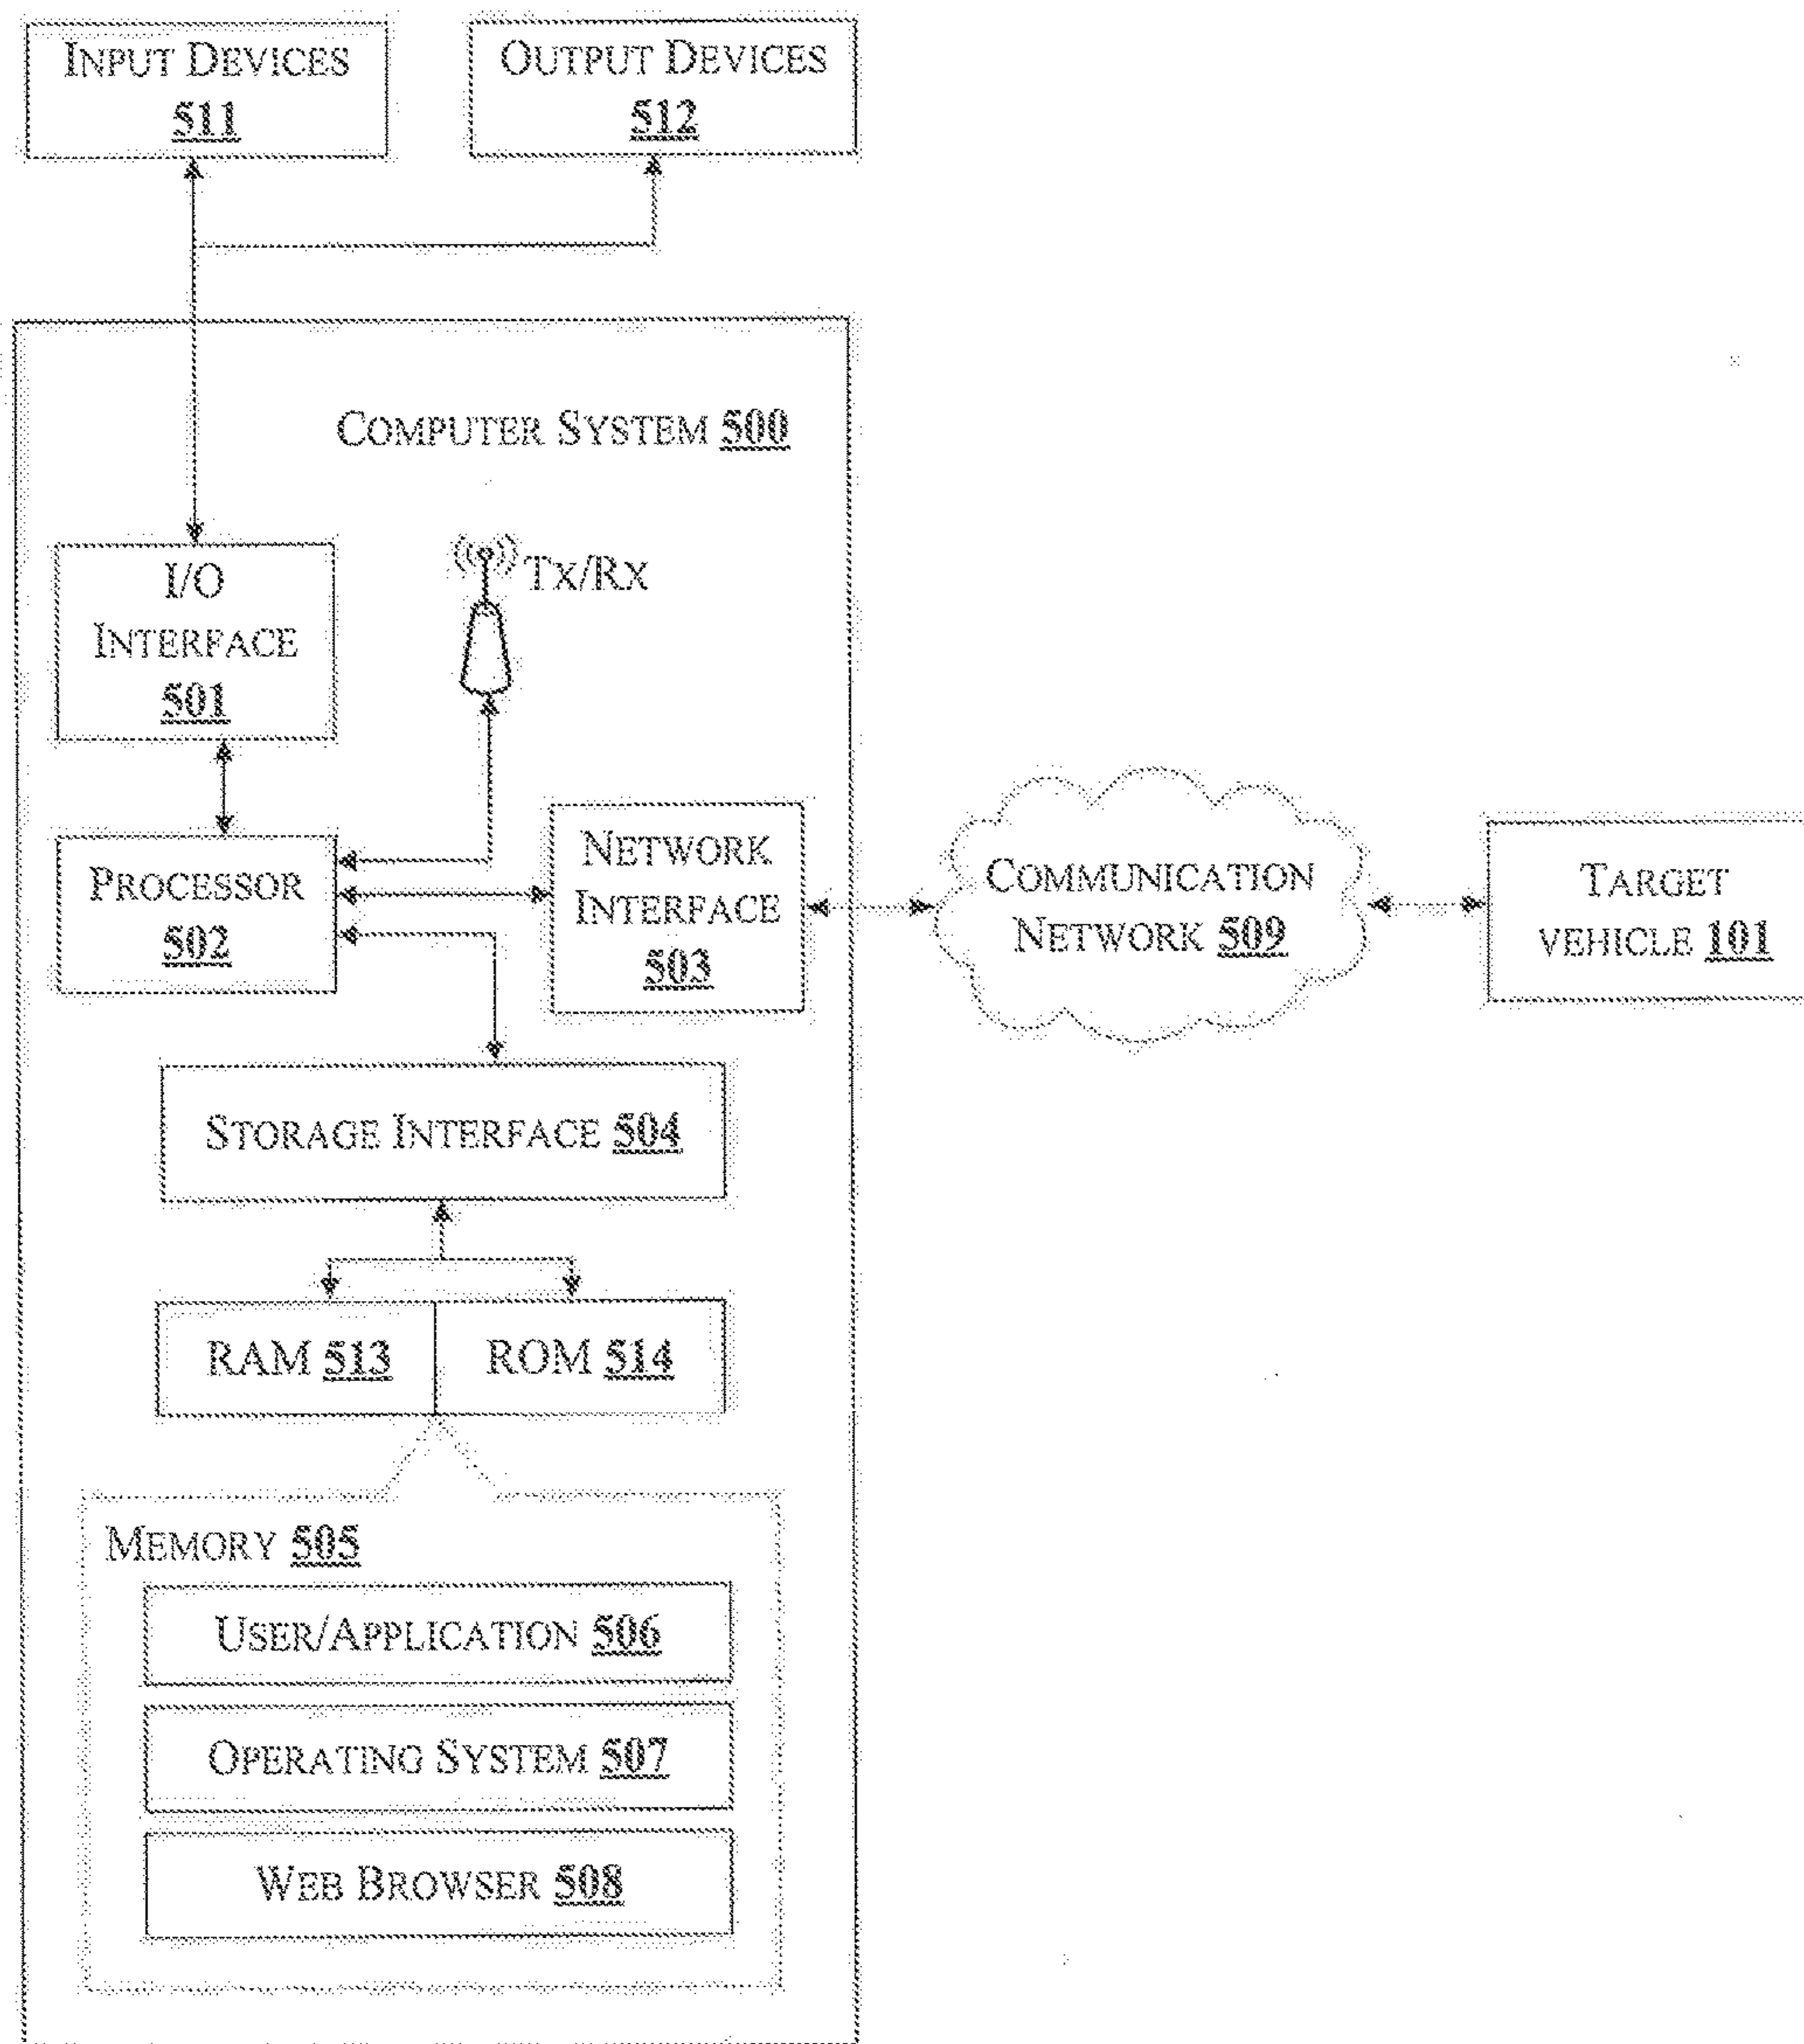 INPUT DEVICES
511
OUTPUT DEVICES
512
COMPUTER SYSTEM 500
I/O
INTERFACE
501
TX/RX
PROCESSOR
502
NETWORK
INTERFACE
503
COMMUNICATION
NETWORK 509
TARGET
VEHICLE 101
STORAGE INTERFACE 504
RAM 513
ROM 514
MEMORY 505
USER/APPLICATION 506
OPERATING SYSTEM 507
WEB BROWSER 508